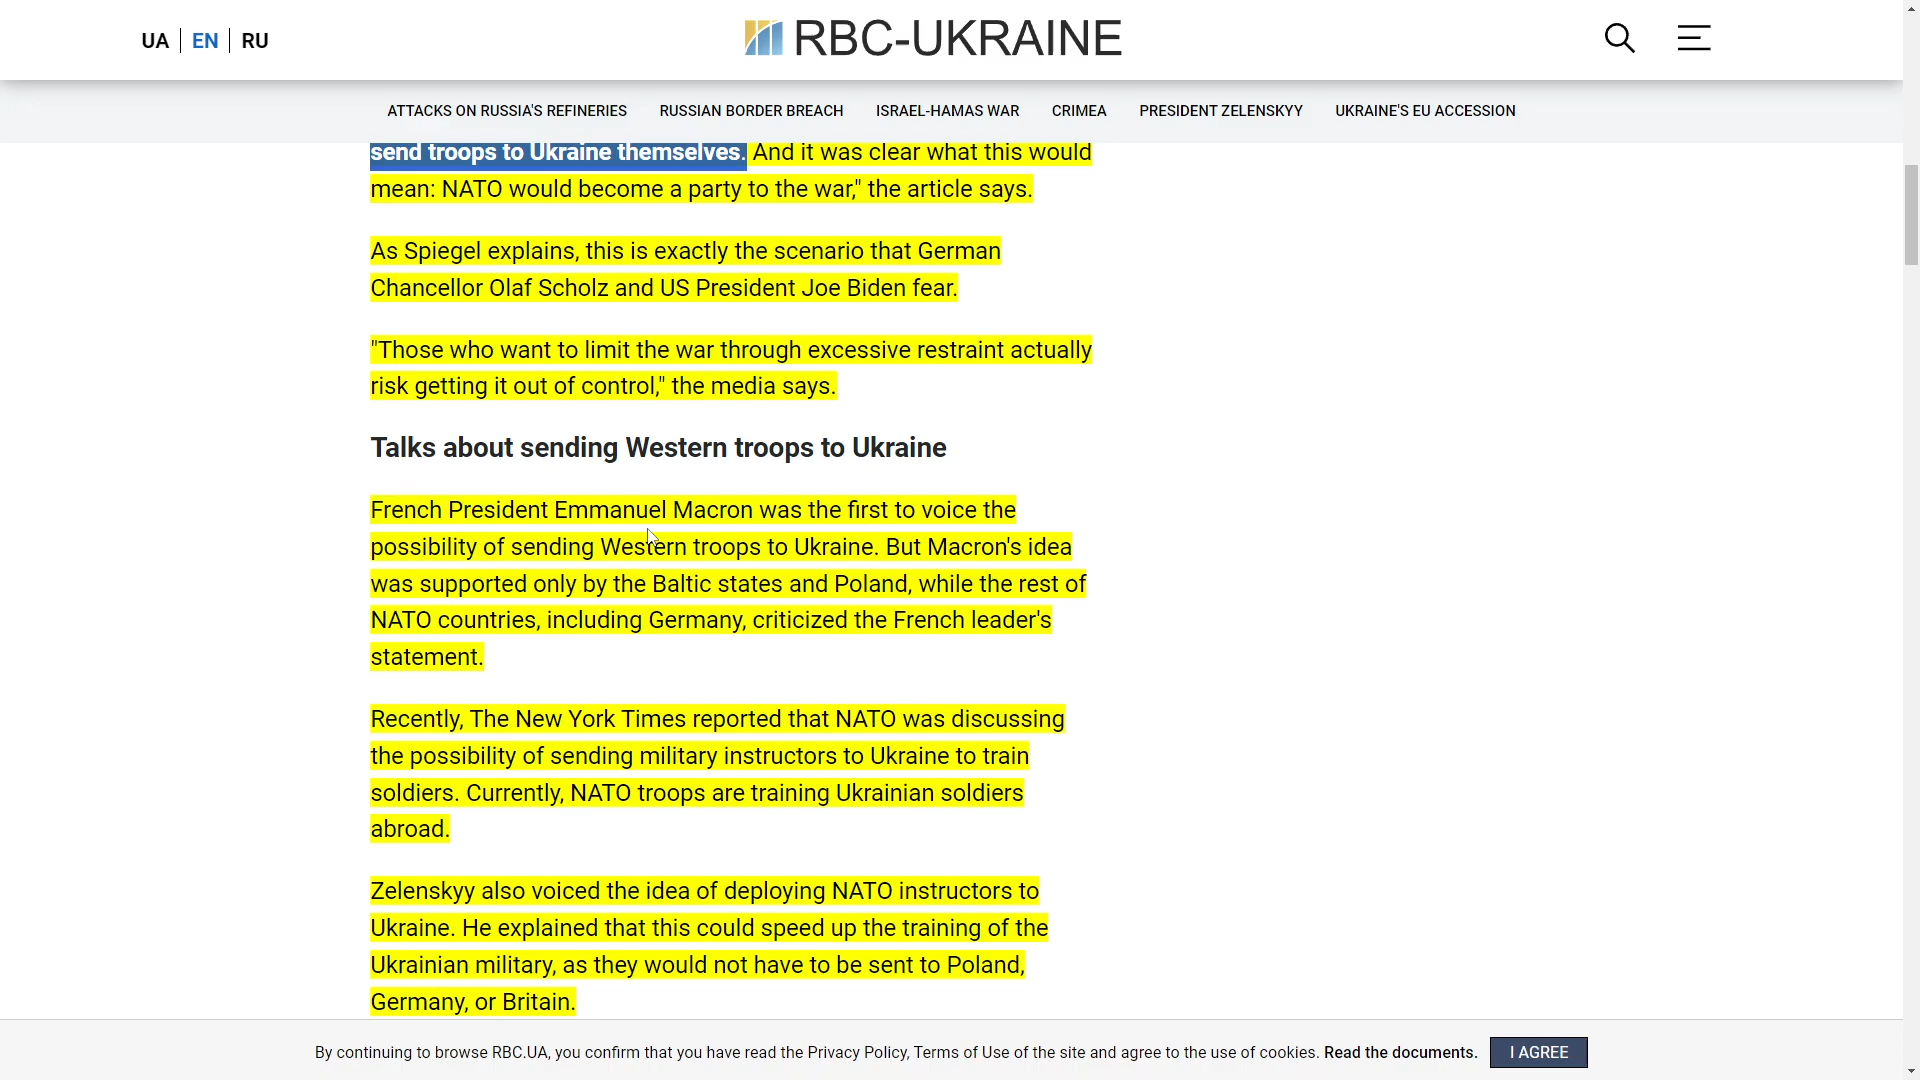 UA EN RU
RBC-UKRAINE
ATTACKS ON RUSSIA'S REFINERIES RUSSIAN BORDER BREACH ISRAEL-HAMAS WAR CRIMEA PRESIDENT ZELENSKYY UKRAINE'S EU ACCESSION
send troops to Ukraine themselves. And it was clear what this would
mean: NATO would become a party to the war," the article says.
As Spiegel explains, this is exactly the scenario that German
Chancellor Olaf Scholz and US President Joe Biden fear.
"Those who want to limit the war through excessive restraint actually
risk getting it out of control," the media says.
Talks about sending Western troops to Ukraine
French President Emmanuel Macron was the first to voice the
possibility of sending Western troops to Ukraine. But Macron's idea
was supported only by the Baltic states and Poland, while the rest of
NATO countries, including Germany, criticized the French leader's
statement.
Recently, The New York Times reported that NATO was discussing
the possibility of sending military instructors to Ukraine to train
soldiers. Currently, NATO troops are training Ukrainian soldiers
abroad.
Zelenskyy also voiced the idea of deploying NATO instructors to
Ukraine. He explained that this could speed up the training of the
Ukrainian military, as they would not have to be sent to Poland,
Germany, or Britain.
By continuing to browse RBC.UA, you confirm that you have read the Privacy Policy, Terms of Use of the site and agree to the use of cookies. Read the documents. I AGREE